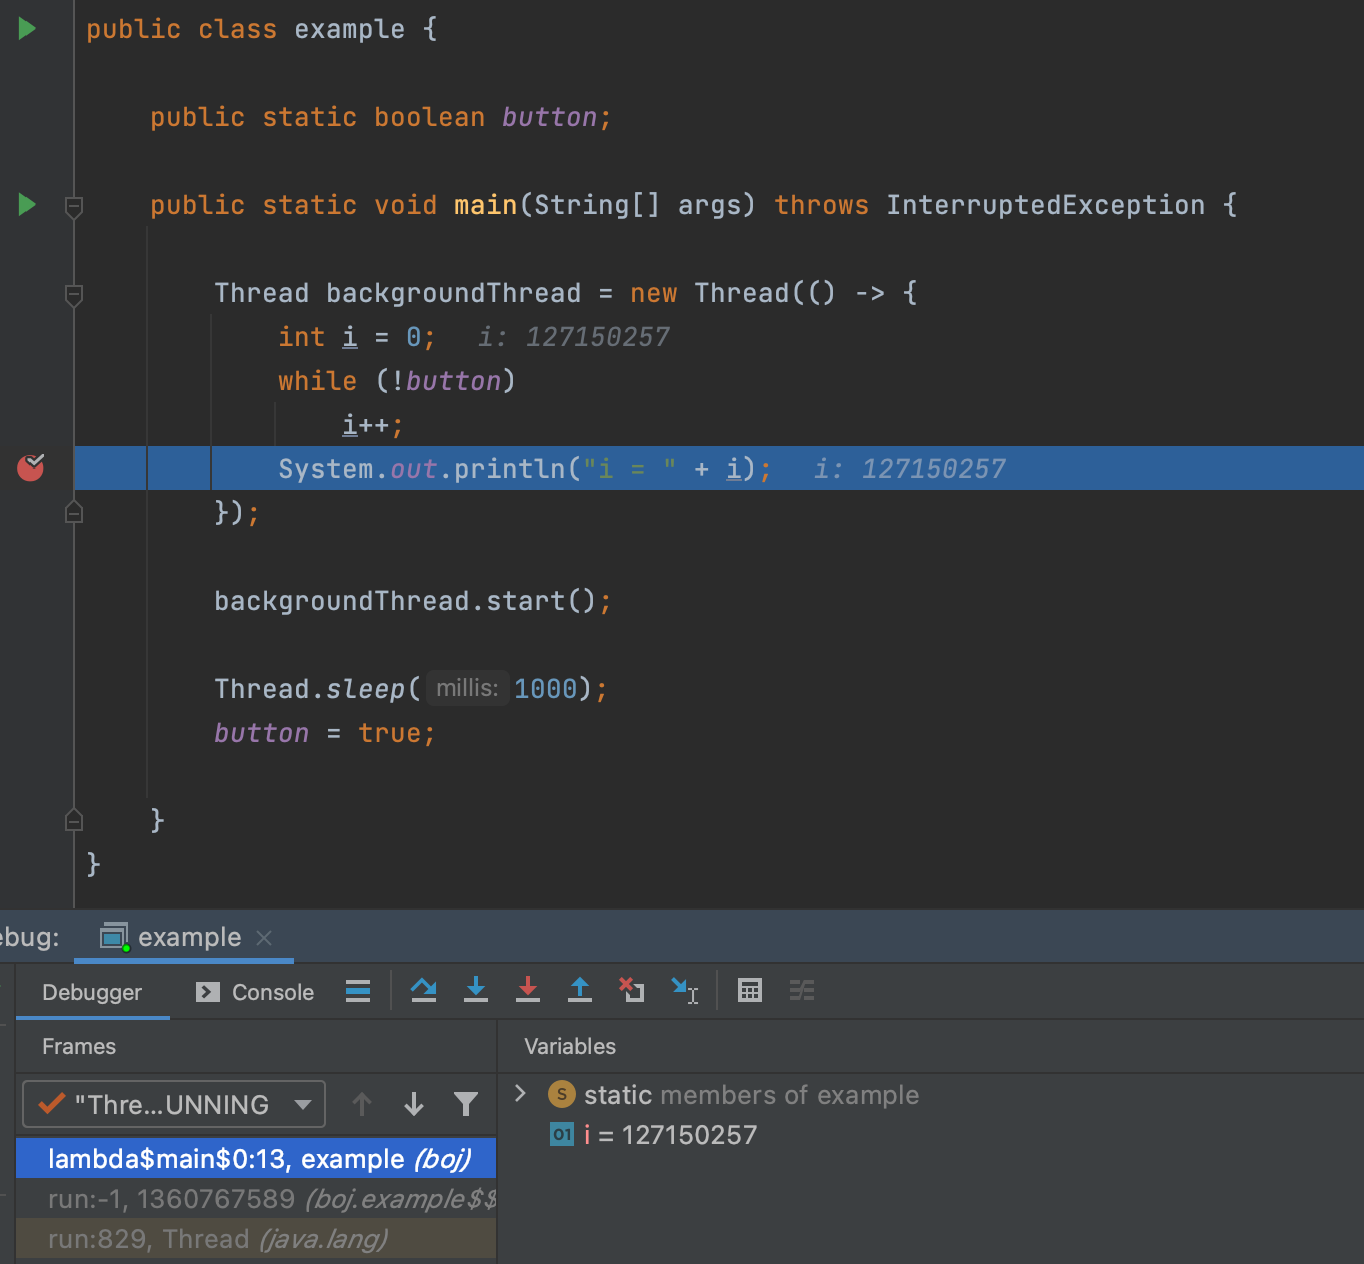 public class example {
public static boolean button;
public static void main(String[] args) throws InterruptedException {
Thread backgroundThread = new Thread(() -> {
int i = 0; i: 127150257
while (!button)
i++;
System.out.println("i = " + i); i: 127150257
});
backgroundThread.start();
Thread.sleep( millis: 1000);
button = true;
}
}
ebug: example
Debugger Console
Frames Variables
"Thre...UNNING
S static members of example
01 i = 127150257
lambda$main$0:13, example (boj)
run:-1, 1360767589 (boj.example$$
run:829, Thread (java.lang)